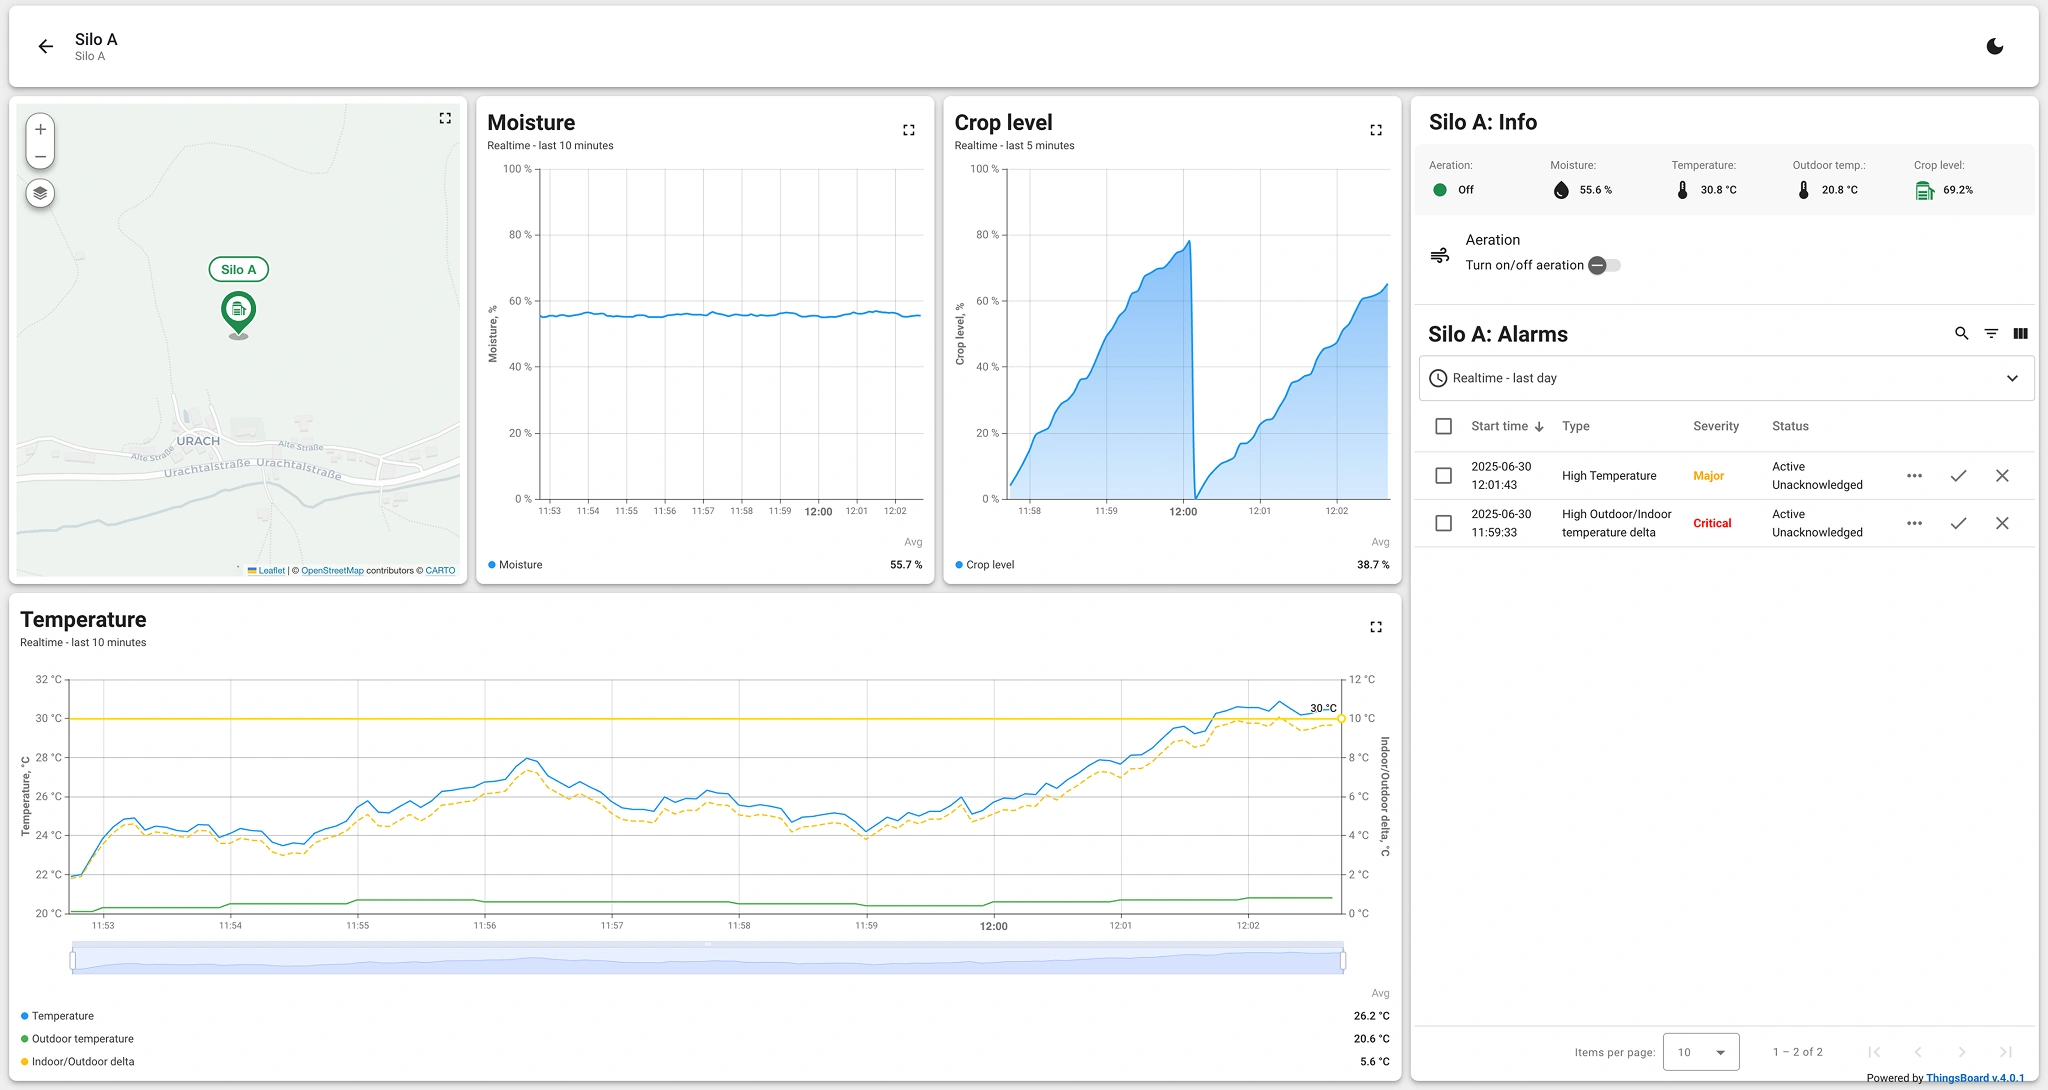 Silo A
Silo A
Silo A
URACH
Alte Straße
Alte Straße
Urachtalstraße Urachtalstraße
Leaflet | © OpenStreetMap contributors © CARTO
Moisture
Realtime - last 10 minutes
100 %
80 %
60 %
40 %
20 %
0 %
Moisture, %
11:53 11:54 11:55 11:56 11:57 11:58 11:59 12:00 12:01 12:02
Avg
Moisture 55.7 %
Crop level
Realtime - last 5 minutes
100 %
80 %
60 %
40 %
20 %
0 %
Crop level, %
11:58 11:59 12:00 12:01 12:02
Avg
Crop level 38.7 %
Silo A: Info
Aeration: Moisture: Temperature: Outdoor temp.: Crop level:
Off 55.6 % 30.8 °C 20.8 °C 69.2%
Aeration
Turn on/off aeration
Silo A: Alarms
Realtime - last day
Start time Type Severity Status
2025-06-30 12:01:43 High Temperature Major Active Unacknowledged
2025-06-30 11:59:33 High Outdoor/Indoor temperature delta Critical Active Unacknowledged
Items per page: 10 1 – 2 of 2
Powered by ThingsBoard v.4.0.1
Temperature
Realtime - last 10 minutes
32 °C
30 °C
28 °C
26 °C
24 °C
22 °C
20 °C
Temperature, °C
30 °C
12 °C
10 °C
8 °C
6 °C
4 °C
2 °C
0 °C
Indoor/Outdoor delta, °C
11:53 11:54 11:55 11:56 11:57 11:58 11:59 12:00 12:01 12:02
Avg
Temperature 26.2 °C
Outdoor temperature 20.6 °C
Indoor/Outdoor delta 5.6 °C